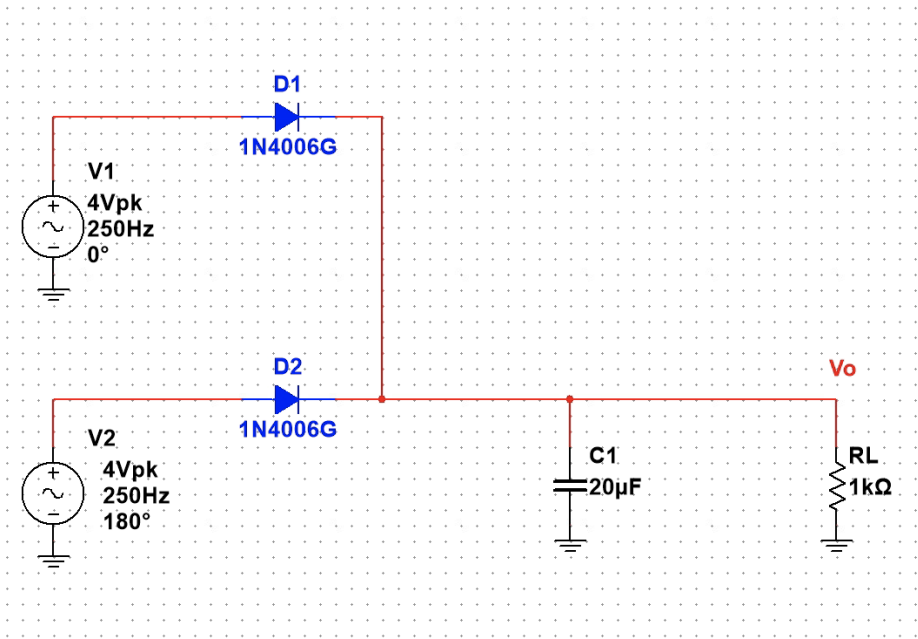 D1
1N4006G
V1
+
4Vpk
250Hz
0°
D2
1N4006G
Vo
V2
+
4Vpk
250Hz
180°
C1
20µF
RL
1kΩ